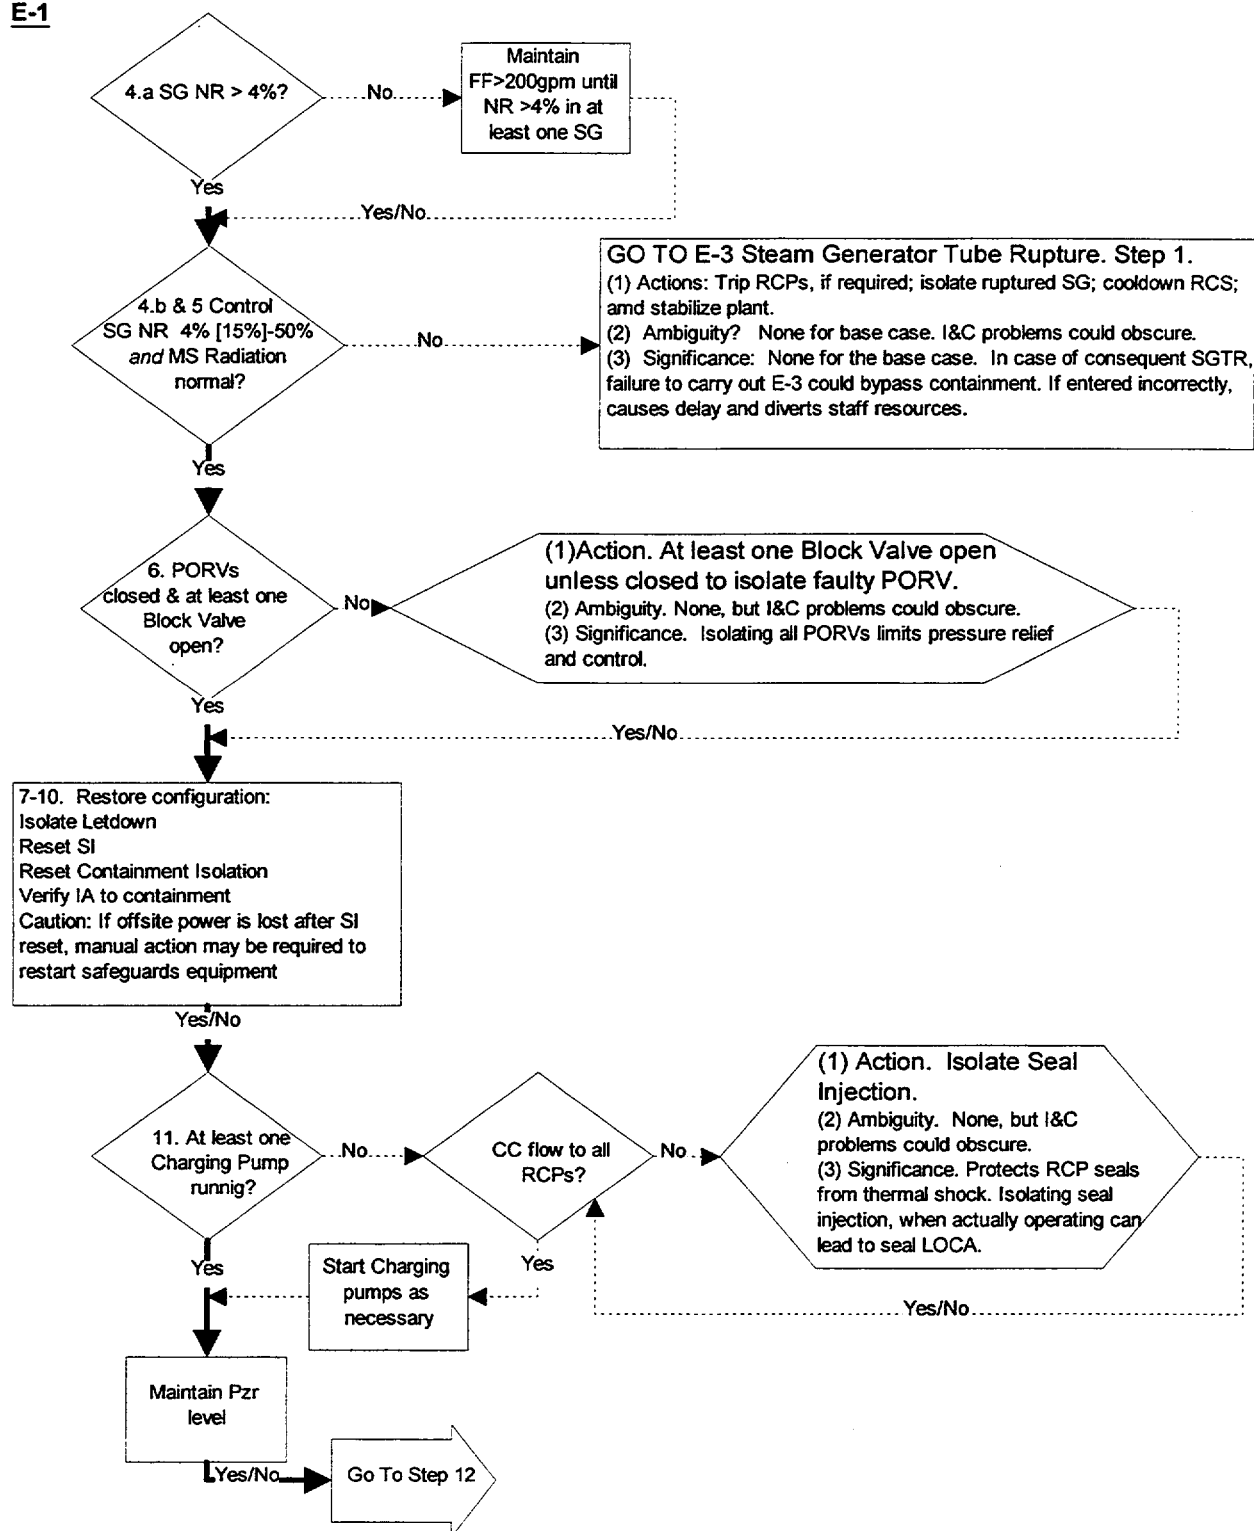 E-1
4.a SG NR > 4%?
No
Maintain
FF>200gpm until
NR >4% in at
least one SG
Yes
Yes/No
4.b & 5 Control
SG NR 4% [15%]-50%
and MS Radiation
normal?
No
GO TO E-3 Steam Generator Tube Rupture. Step 1.
(1) Actions: Trip RCPs, if required; isolate ruptured SG; cooldown RCS;
amd stabilize plant.
(2) Ambiguity? None for base case. I&C problems could obscure.
(3) Significance: None for the base case. In case of consequent SGTR,
failure to carry out E-3 could bypass containment. If entered incorrectly,
causes delay and diverts staff resources.
Yes
6. PORVs
closed & at least one
Block Valve
open?
No
(1)Action. At least one Block Valve open
unless closed to isolate faulty PORV.
(2) Ambiguity. None, but I&C problems could obscure.
(3) Significance. Isolating all PORVs limits pressure relief
and control.
Yes
Yes/No
7-10. Restore configuration:
Isolate Letdown
Reset SI
Reset Containment Isolation
Verify IA to containment
Caution: If offsite power is lost after SI
reset, manual action may be required to
restart safeguards equipment
Yes/No
11. At least one
Charging Pump
runnig?
No
CC flow to all
RCPs?
No
(1) Action. Isolate Seal
Injection.
(2) Ambiguity. None, but I&C
problems could obscure.
(3) Significance. Protects RCP seals
from thermal shock. Isolating seal
injection, when actually operating can
lead to seal LOCA.
Yes
Start Charging
pumps as
necessary
Yes
Yes/No
Maintain Pzr
level
Yes/No
Go To Step 12